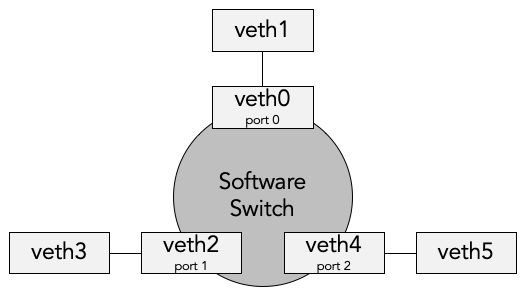 veth1
veth0
port 0
Software
Switch
veth3
veth2
port 1
veth4
port 2
veth5